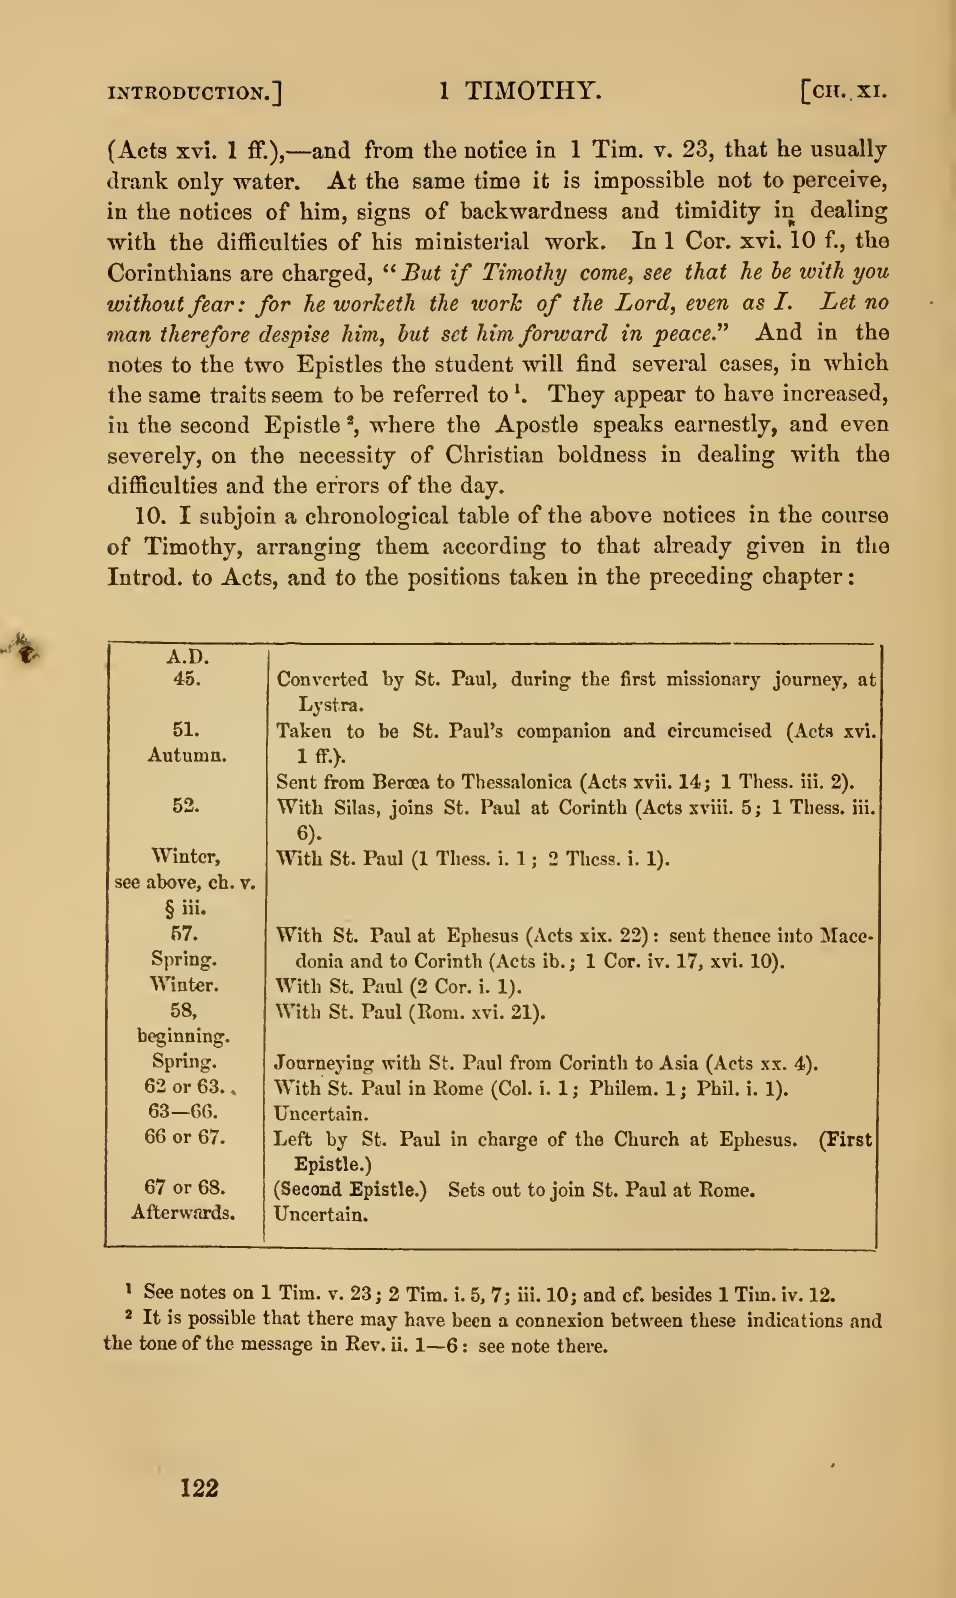 INTRODUCTION.] 1 TIMOTHY. [CH. XI.
(Acts xvi. 1 ff.),—and from the notice in 1 Tim. v. 23, that he usually
drank only water. At the same time it is impossible not to perceive,
in the notices of him, signs of backwardness and timidity in dealing
with the difficulties of his ministerial work. In 1 Cor. xvi. 10 f., the
Corinthians are charged, “But if Timothy come, see that he be with you
without fear: for he worketh the work of the Lord, even as I. Let no
man therefore despise him, but set him forward in peace.” And in the
notes to the two Epistles the student will find several cases, in which
the same traits seem to be referred to ¹. They appear to have increased,
in the second Epistle ², where the Apostle speaks earnestly, and even
severely, on the necessity of Christian boldness in dealing with the
difficulties and the errors of the day.
10. I subjoin a chronological table of the above notices in the course
of Timothy, arranging them according to that already given in the
Introd. to Acts, and to the positions taken in the preceding chapter:
A.D.
45. Converted by St. Paul, during the first missionary journey, at
Lystra.
51. Taken to be St. Paul’s companion and circumcised (Acts xvi.
Autumn. 1 ff.).
Sent from Berœa to Thessalonica (Acts xvii. 14; 1 Thess. iii. 2).
52. With Silas, joins St. Paul at Corinth (Acts xviii. 5; 1 Thess. iii.
6).
Winter, With St. Paul (1 Thess. i. 1; 2 Thess. i. 1).
see above, ch. v.
§ iii.
57. With St. Paul at Ephesus (Acts xix. 22): sent thence into Mace-
Spring. donia and to Corinth (Acts ib.; 1 Cor. iv. 17, xvi. 10).
Winter. With St. Paul (2 Cor. i. 1).
58, With St. Paul (Rom. xvi. 21).
beginning.
Spring. Journeying with St. Paul from Corinth to Asia (Acts xx. 4).
62 or 63. With St. Paul in Rome (Col. i. 1; Philem. 1; Phil. i. 1).
63—66. Uncertain.
66 or 67. Left by St. Paul in charge of the Church at Ephesus. (First
Epistle.)
67 or 68. (Second Epistle.) Sets out to join St. Paul at Rome.
Afterwards. Uncertain.
¹ See notes on 1 Tim. v. 23; 2 Tim. i. 5, 7; iii. 10; and cf. besides 1 Tim. iv. 12.
² It is possible that there may have been a connexion between these indications and
the tone of the message in Rev. ii. 1—6: see note there.
122